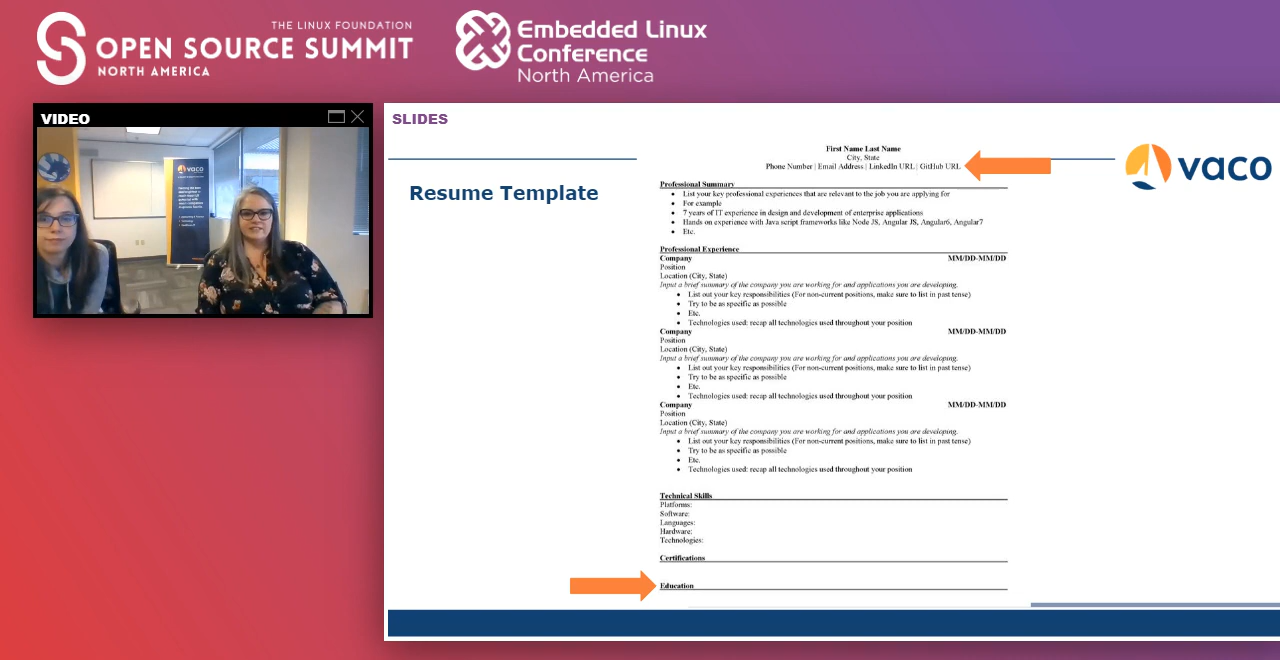 THE LINUX FOUNDATION
OPEN SOURCE SUMMIT
NORTH AMERICA
Embedded Linux
Conference
North America
VIDEO
vaco
SLIDES
Resume Template
vaco
First Name Last Name
City, State
Phone Number | Email Address | LinkedIn URL | GitHub URL
Professional Summary
• List your key professional experiences that are relevant to the job you are applying for
• For example
• 7 years of IT experience in design and development of enterprise applications
• Hands on experience with Java script frameworks like Node JS, Angular JS, Angular6, Angular7
• Etc.
Professional Experience
Company MM/DD-MM/DD
Position
Location (City, State)
Input a brief summary of the company you are working for and applications you are developing.
• List out your key responsibilities (For non-current positions, make sure to list in past tense)
• Try to be as specific as possible
• Etc.
• Technologies used: recap all technologies used throughout your position
Company MM/DD-MM/DD
Position
Location (City, State)
Input a brief summary of the company you are working for and applications you are developing.
• List out your key responsibilities (For non-current positions, make sure to list in past tense)
• Try to be as specific as possible
• Etc.
• Technologies used: recap all technologies used throughout your position
Company MM/DD-MM/DD
Position
Location (City, State)
Input a brief summary of the company you are working for and applications you are developing.
• List out your key responsibilities (For non-current positions, make sure to list in past tense)
• Try to be as specific as possible
• Etc.
• Technologies used: recap all technologies used throughout your position
Technical Skills
Platforms:
Software:
Languages:
Hardware:
Technologies:
Certifications
Education